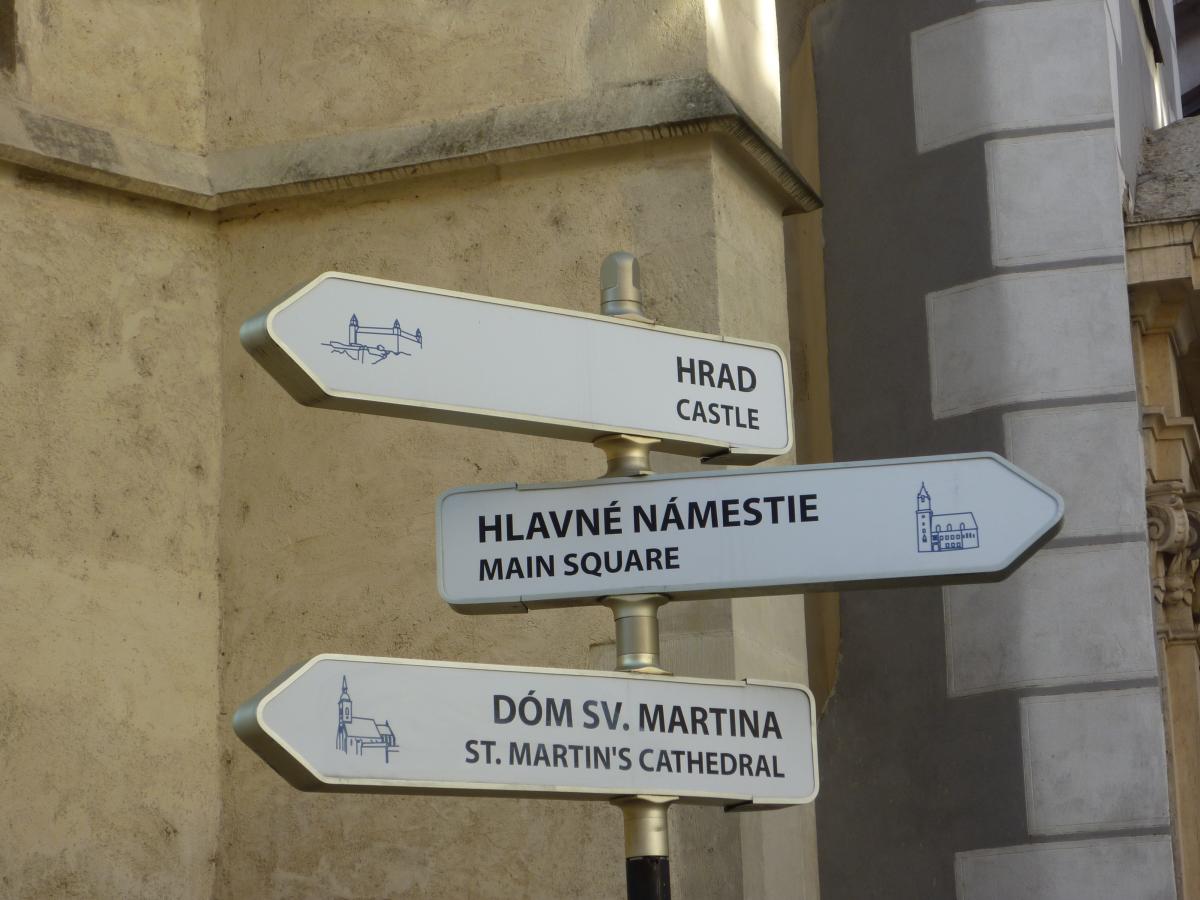 HRAD
CASTLE
HLAVNÉ NÁMESTIE
MAIN SQUARE
DÓM SV. MARTINA
ST. MARTIN'S CATHEDRAL